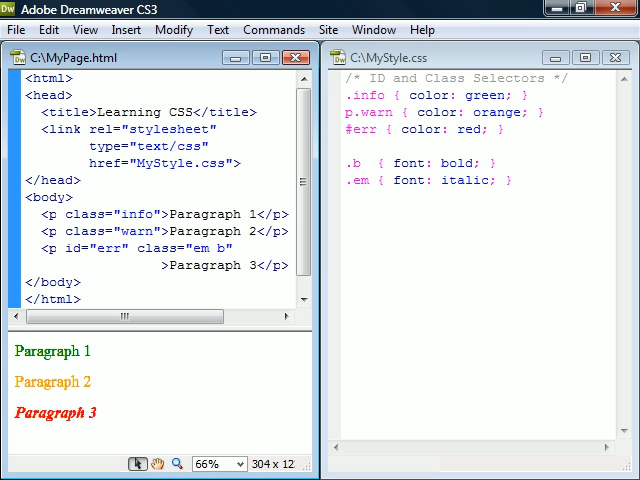 Dw Adobe Dreamweaver CS3
File Edit View Insert Modify Text Commands Site Window Help
C:\MyPage.html
<html>
<head>
<title>Learning CSS</title>
<link rel="stylesheet"
type="text/css"
href="MyStyle.css">
</head>
<body>
<p class="info">Paragraph 1</p>
<p class="warn">Paragraph 2</p>
<p id="err" class="em b"
>Paragraph 3</p>
</body>
</html>
Paragraph 1
Paragraph 2
Paragraph 3
66% 304 x 12
C:\MyStyle.css
/* ID and Class Selectors */
.info { color: green; }
p.warn { color: orange; }
#err { color: red; }
.b { font: bold; }
.em { font: italic; }